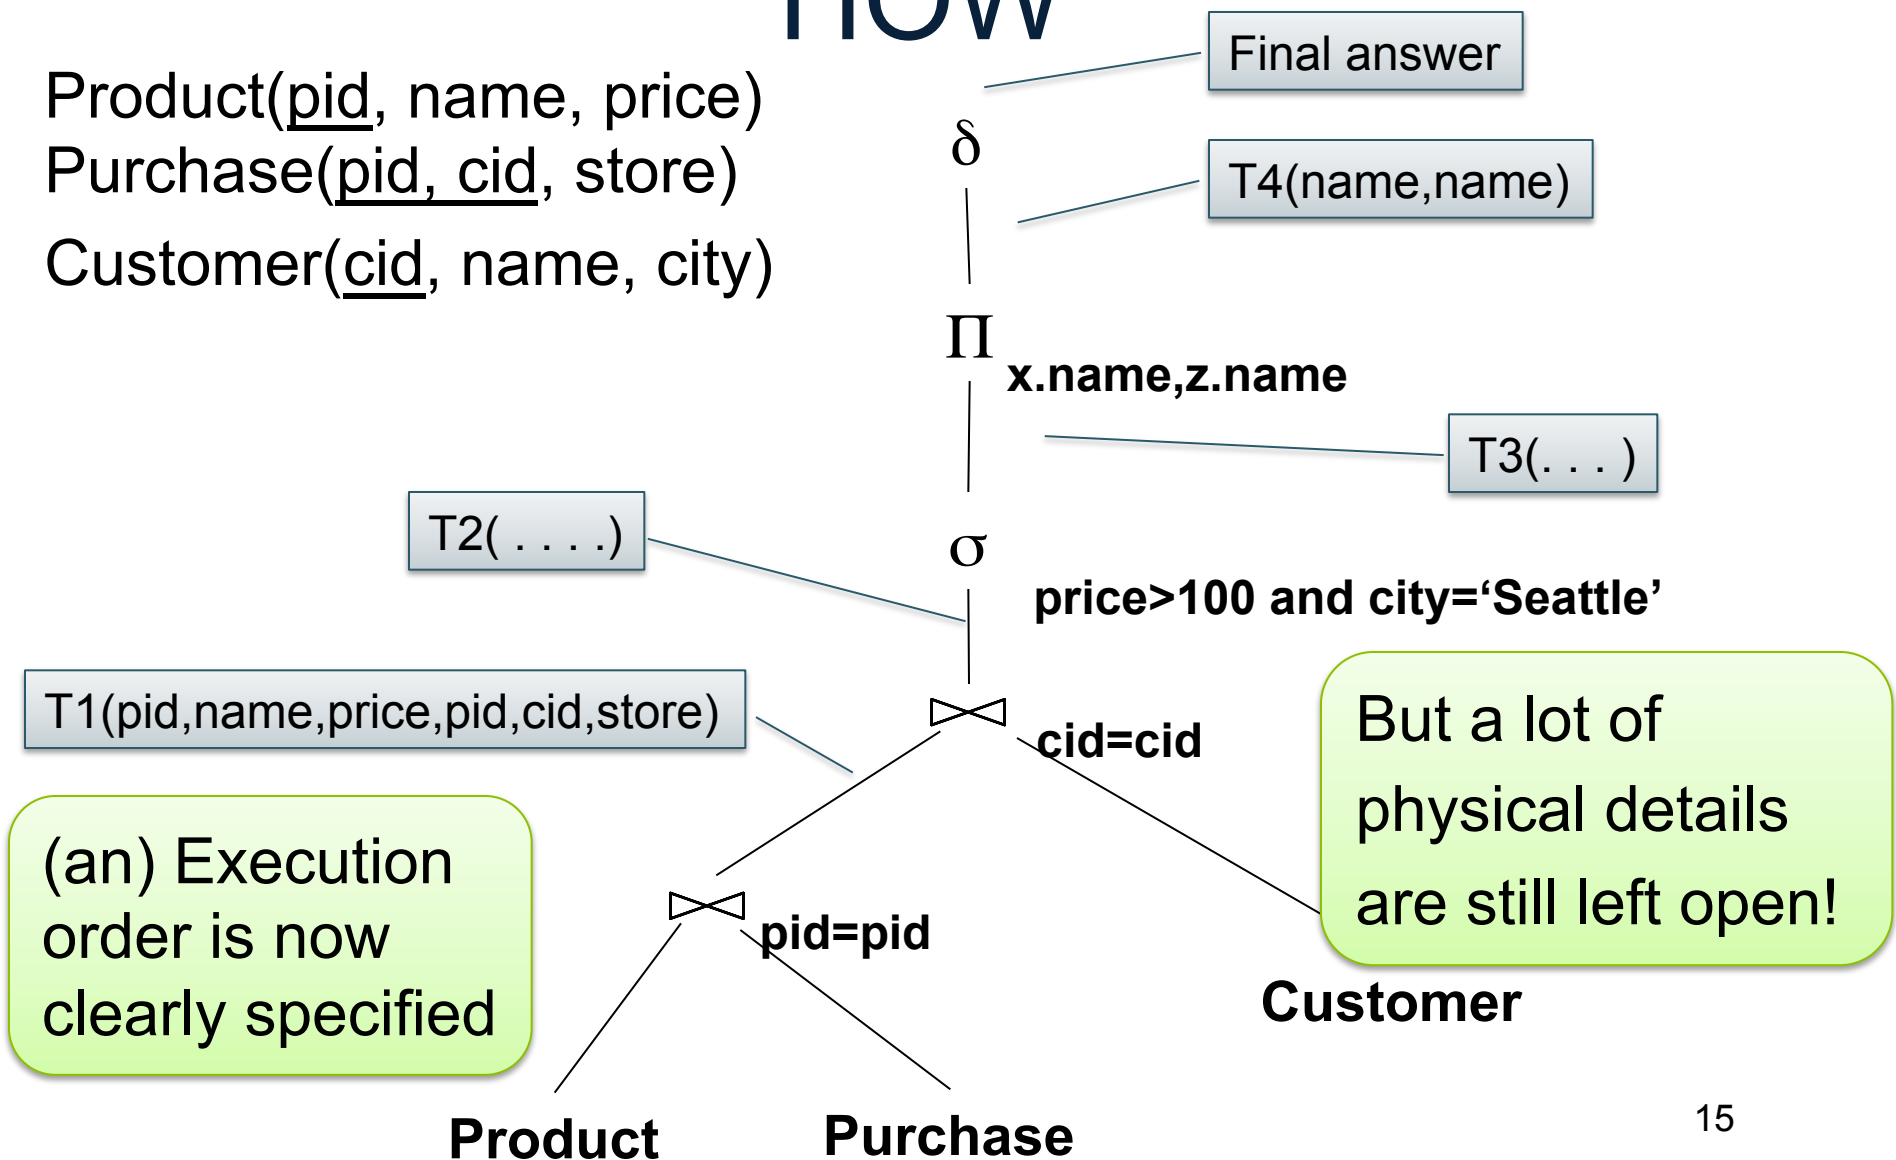 HOW
Final answer
Product(pid, name, price)
Purchase(pid, cid, store)
Customer(cid, name, city)
δ
T4(name,name)
Π
x.name,z.name
T3(. . . )
T2( . . . .)
σ
price>100 and city=‘Seattle’
T1(pid,name,price,pid,cid,store)
cid=cid
But a lot of
physical details
are still left open!
(an) Execution
order is now
clearly specified
pid=pid
Customer
Product
Purchase
15